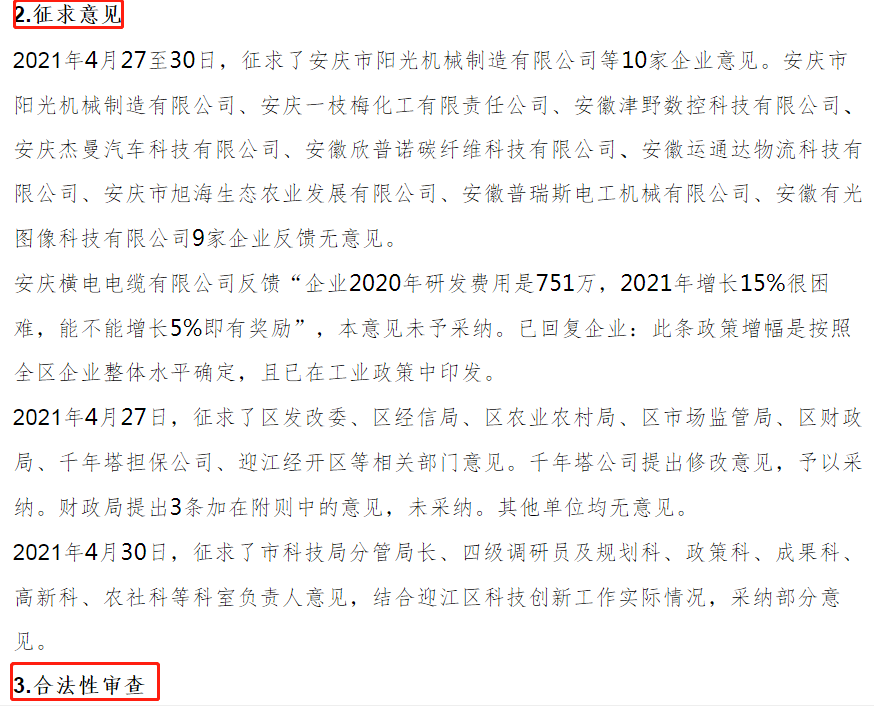 2.征求意见
2021年4月27至30日，征求了安庆市阳光机械制造有限公司等10家企业意见。安庆市
阳光机械制造有限公司、安庆一枝梅化工有限责任公司、安徽津野数控科技有限公司、
安庆杰曼汽车科技有限公司、安徽欣普诺碳纤维科技有限公司、安徽运通达物流科技有
限公司、安庆市旭海生态农业发展有限公司、安徽普瑞斯电工机械有限公司、安徽有光
图像科技有限公司9家企业反馈无意见。
安庆横电电缆有限公司反馈“企业2020年研发费用是751万，2021年增长15%很困
难，能不能增长5%即有奖励”，本意见未予采纳。已回复企业：此条政策增幅是按照
全区企业整体水平确定，且已在工业政策中印发。
2021年4月27日，征求了区发改委、区经信局、区农业农村局、区市场监管局、区财政
局、千年塔担保公司、迎江经开区等相关部门意见。千年塔公司提出修改意见，予以采
纳。财政局提出3条加在附则中的意见，未采纳。其他单位均无意见。
2021年4月30日，征求了市科技局分管局长、四级调研员及规划科、政策科、成果科、
高新科、农社科等科室负责人意见，结合迎江区科技创新工作实际情况，采纳部分意
见。
3.合法性审查